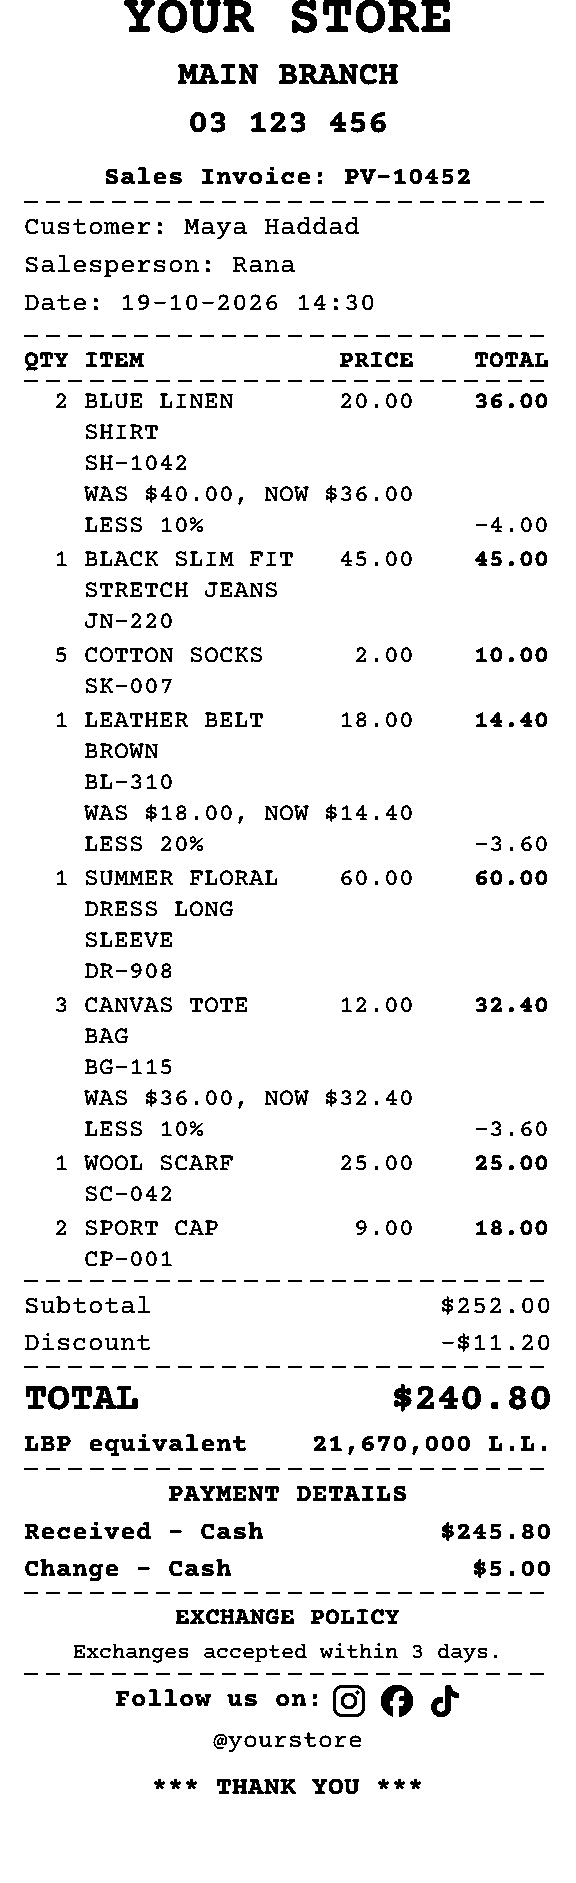 YOUR STORE
MAIN BRANCH
03 123 456
Sales Invoice: PV-10452
Customer: Maya Haddad
Salesperson: Rana
Date: 19-10-2026 14:30
QTY ITEM PRICE TOTAL
2 BLUE LINEN 20.00 36.00
SHIRT
SH-1042
WAS $40.00, NOW $36.00
LESS 10% -4.00
1 BLACK SLIM FIT 45.00 45.00
STRETCH JEANS
JN-220
5 COTTON SOCKS 2.00 10.00
SK-007
1 LEATHER BELT 18.00 14.40
BROWN
BL-310
WAS $18.00, NOW $14.40
LESS 20% -3.60
1 SUMMER FLORAL 60.00 60.00
DRESS LONG
SLEEVE
DR-908
3 CANVAS TOTE 12.00 32.40
BAG
BG-115
WAS $36.00, NOW $32.40
LESS 10% -3.60
1 WOOL SCARF 25.00 25.00
SC-042
2 SPORT CAP 9.00 18.00
CP-001
Subtotal $252.00
Discount -$11.20
TOTAL $240.80
LBP equivalent 21,670,000 L.L.
PAYMENT DETAILS
Received - Cash $245.80
Change - Cash $5.00
EXCHANGE POLICY
Exchanges accepted within 3 days.
Follow us on:
@yourstore
*** THANK YOU ***